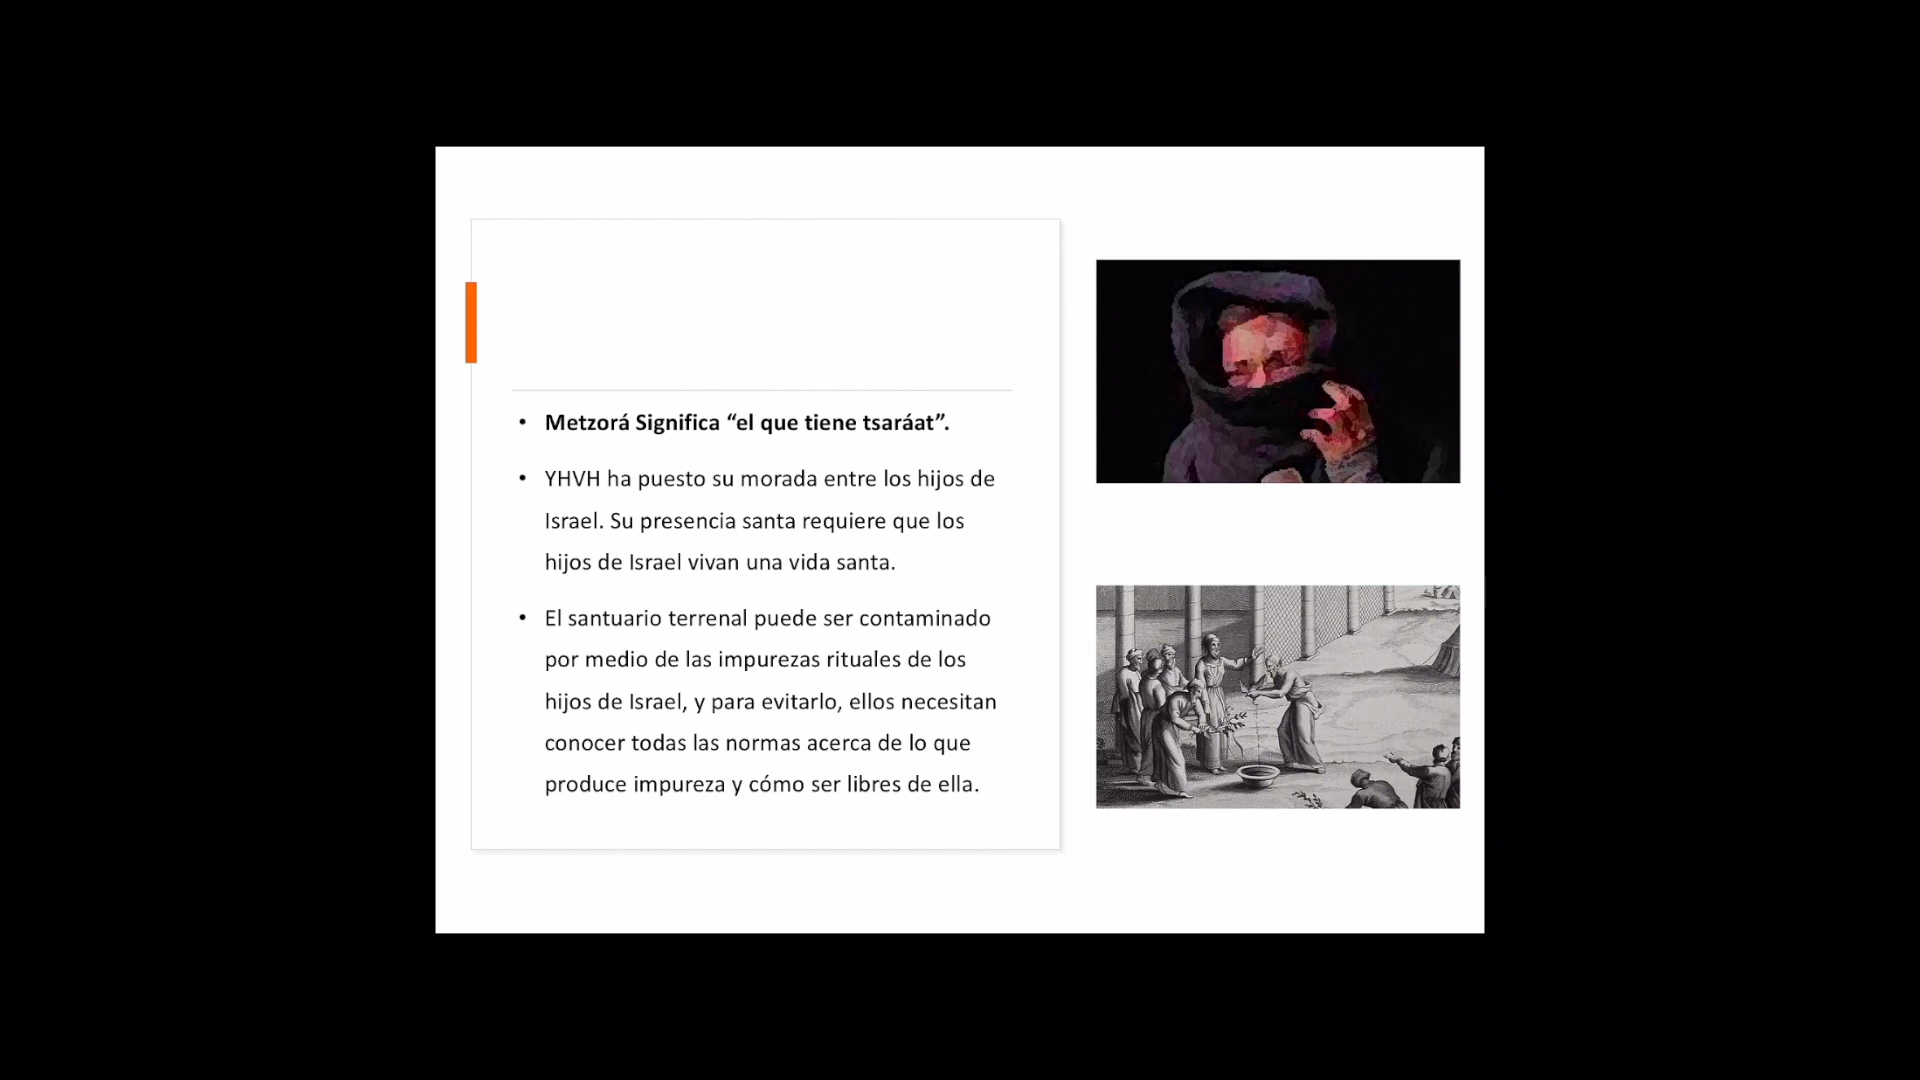 • Metzorá Significa “el que tiene tsaráat”.
• YHVH ha puesto su morada entre los hijos de
Israel. Su presencia santa requiere que los
hijos de Israel vivan una vida santa.
• El santuario terrenal puede ser contaminado
por medio de las impurezas rituales de los
hijos de Israel, y para evitarlo, ellos necesitan
conocer todas las normas acerca de lo que
produce impureza y cómo ser libres de ella.